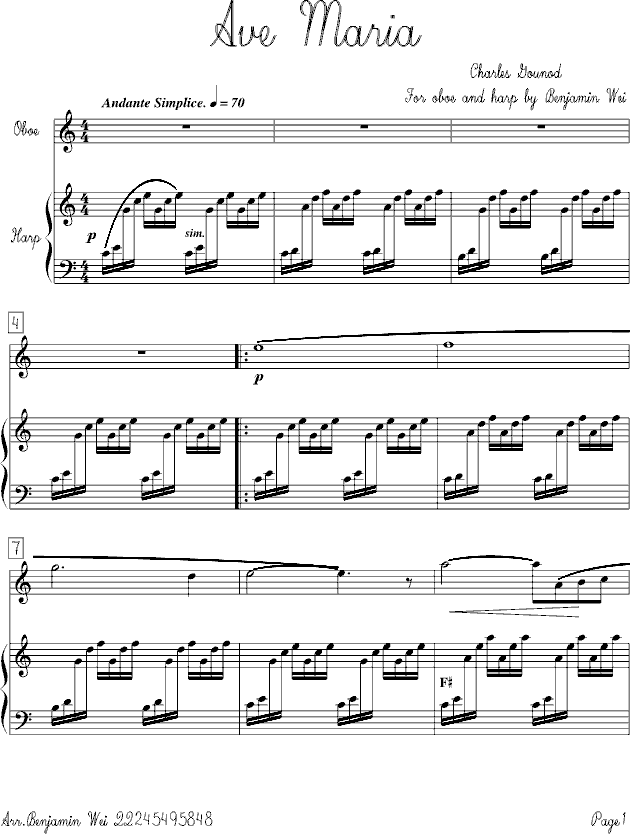 Ave Maria
Charles Gounod
For oboe and harp by Benjamin Wei
Andante Simplice. ♩ = 70
Oboe
Harp
p
sim.
4
p
7
F#
Arr.Benjamin Wei 22245495848
Page1